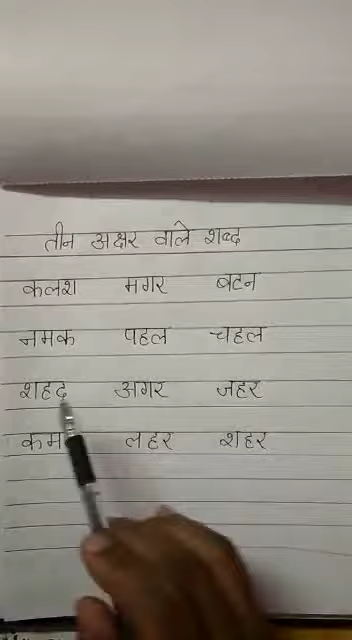 तीन अक्षर वाले शब्द
कलश मगर बटन
नमक पहल चहल
शहद अगर जहर
लहर शहर